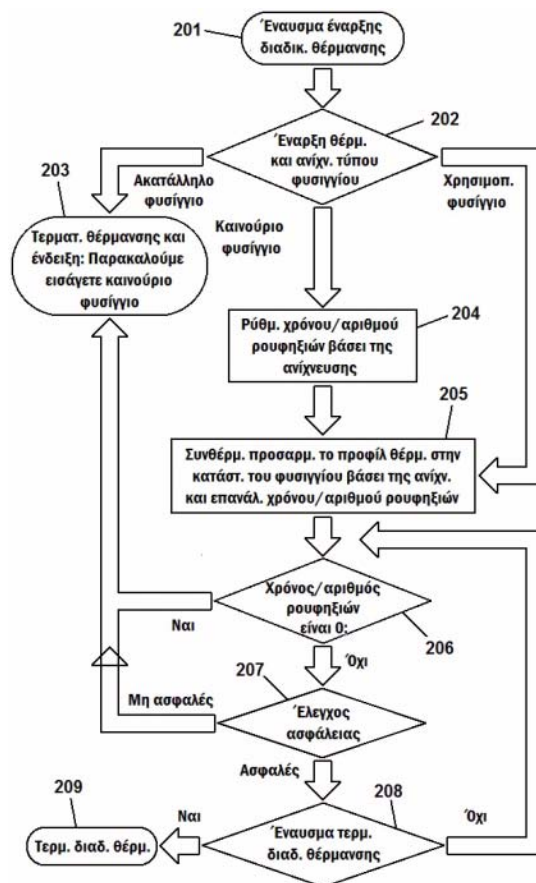 201
Έναυσμα έναρξης
διαδικ. θέρμανσης
202
Έναρξη θέρμ.
και ανίχν. τύπου
φυσιγγίου
203
Ακατάλληλο
φυσίγγιο
Χρησιμοπ.
φυσίγγιο
Καινούριο
φυσίγγιο
Τερματ. θέρμανσης και
ένδειξη: Παρακαλούμε
εισάγετε καινούριο
φυσίγγιο
204
Ρύθμ. χρόνου/αριθμού
ρουφηξιών βάσει της
ανίχνευσης
205
Συνθέρμ. προσαρμ. το προφίλ θέρμ. στην
κατάστ. του φυσιγγίου βάσει της ανίχν.
και επανάλ. χρόνου/αριθμού ρουφηξιών
Χρόνος/αριθμός
ρουφηξιών
είναι 0:
206
Ναι
Όχι
207
Μη ασφαλές
Έλεγχος
ασφάλειας
Ασφαλές
208
209
Ναι
Όχι
Έναυσμα τερμ.
διαδ. θέρμανσης
Τερμ. διαδ. θέρμ.